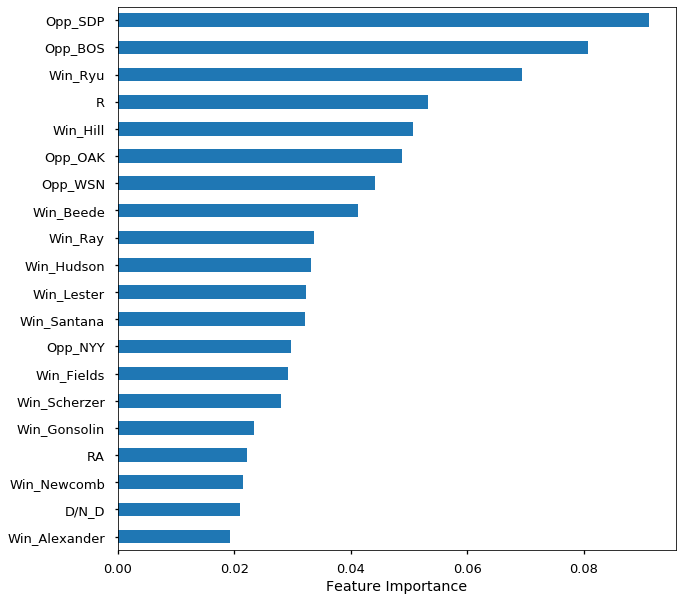 Opp_SDP
Opp_BOS
Win_Ryu
R
Win_Hill
Opp_OAK
Opp_WSN
Win_Beede
Win_Ray
Win_Hudson
Win_Lester
Win_Santana
Opp_NYY
Win_Fields
Win_Scherzer
Win_Gonsolin
RA
Win_Newcomb
D/N_D
Win_Alexander
0.00 0.02 0.04 0.06 0.08
Feature Importance